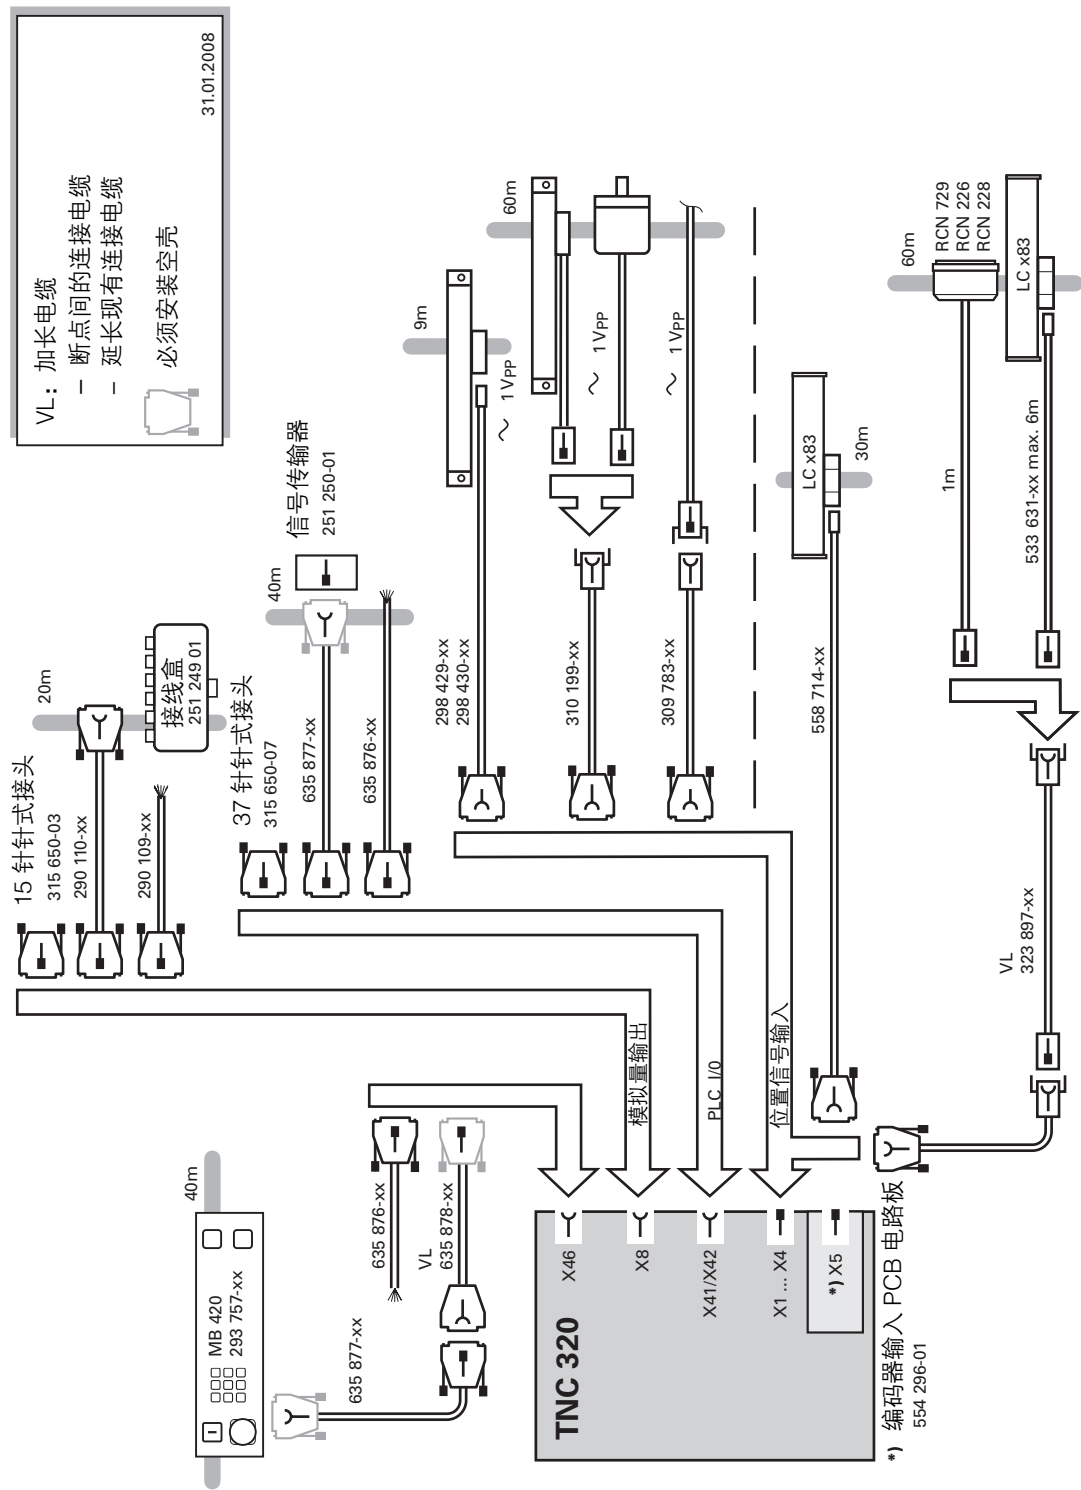 VL：加长电缆
— 断点间的连接电缆
— 延长现有连接电缆
必须安装空壳
31.01.2008
15 针针式接头
315 650-03
290 110-xx
290 109-xx
20m
接线盒
251 249 01
37 针针式接头
315 650-07
635 877-xx
635 876-xx
40m
信号传输器
251 250-01
298 429-xx
298 430-xx
9m
1 VPP
310 199-xx
60m
1 VPP
309 783-xx
1 VPP
558 714-xx
LC x83
30m
60m
RCN 729
RCN 226
RCN 228
1m
LC x83
533 631-xx max. 6m
VL
323 897-xx
40m
MB 420
293 757-xx
635 877-xx
635 876-xx
VL
635 878-xx
模拟量输出
PLC I/0
位置信号输入
TNC 320
X46
X8
X41/X42
X1 ... X4
*) X5
*) 编码器输入 PCB 电路板
554 296-01